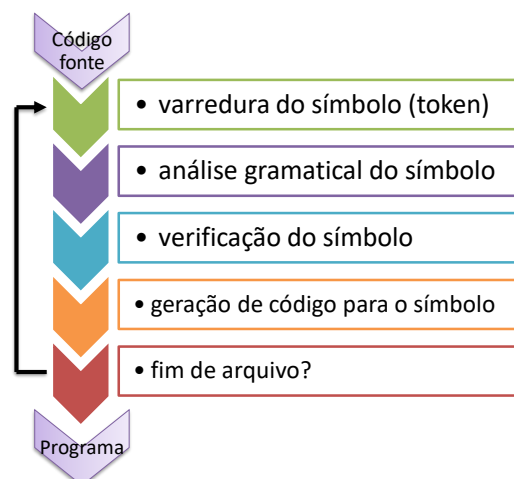 Código
fonte
• varredura do símbolo (token)
• análise gramatical do símbolo
• verificação do símbolo
• geração de código para o símbolo
• fim de arquivo?
Programa